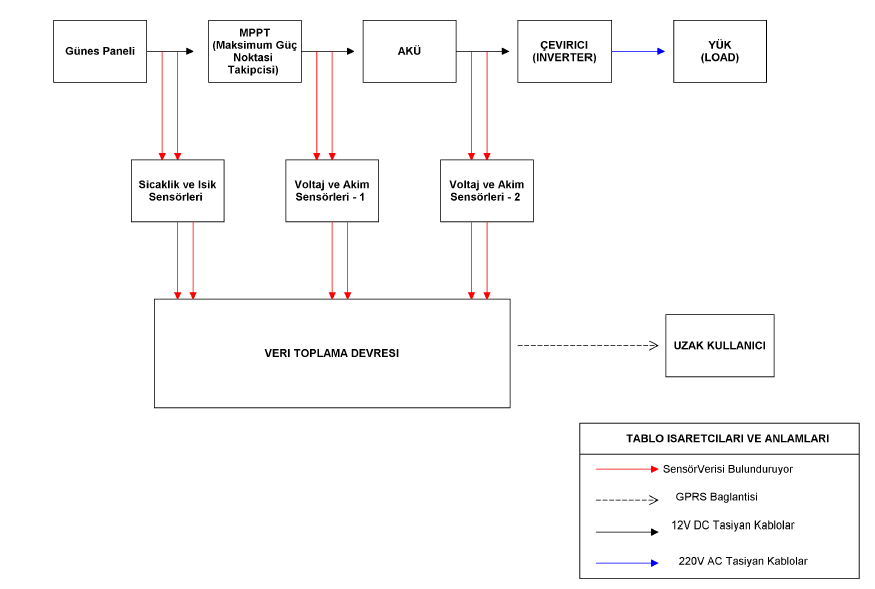 Günes Paneli
MPPT
(Maksimum Güç
Noktasi
Takipcisi)
AKÜ
ÇEVIRICI
(INVERTER)
YÜK
(LOAD)
Sicaklik ve Isik
Sensörleri
Voltaj ve Akim
Sensörleri - 1
Voltaj ve Akim
Sensörleri - 2
VERI TOPLAMA DEVRESI
UZAK KULLANICI
TABLO ISARETCILARI VE ANLAMLARI
SensörVerisi Bulunduruyor
GPRS Baglantisi
12V DC Tasiyan Kablolar
220V AC Tasiyan Kablolar